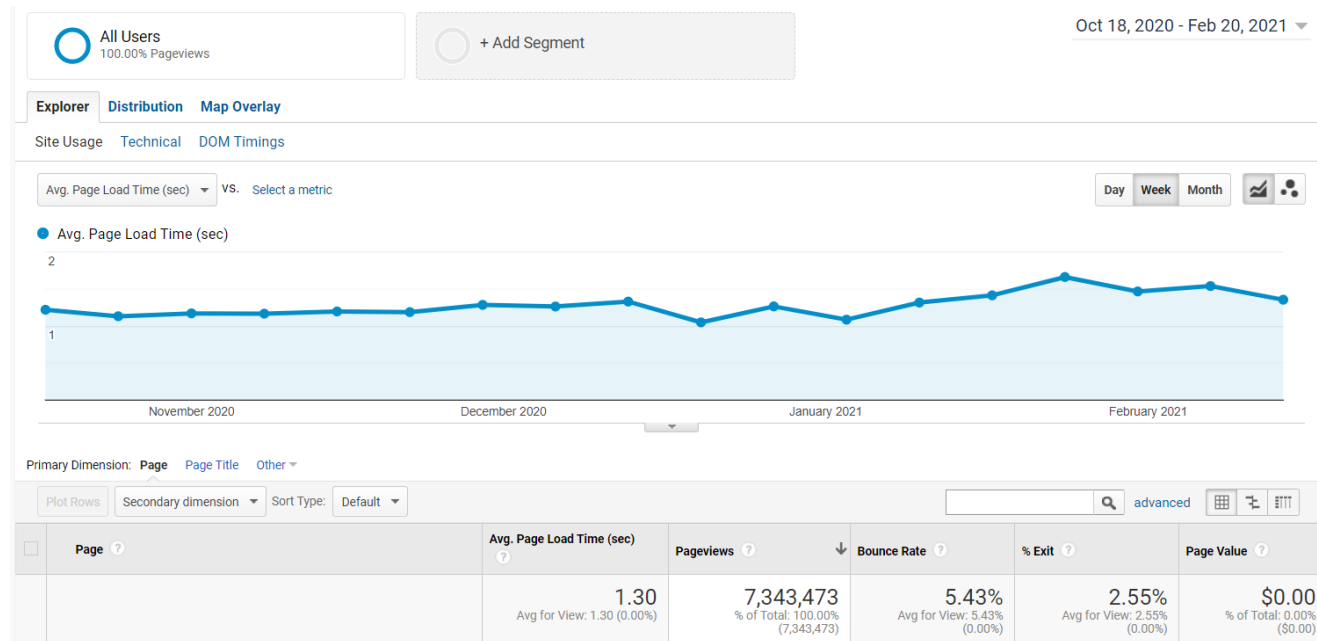 All Users
100.00% Pageviews
+ Add Segment
Oct 18, 2020 - Feb 20, 2021
Explorer Distribution Map Overlay
Site Usage Technical DOM Timings
Avg. Page Load Time (sec) VS. Select a metric
Day Week Month
Avg. Page Load Time (sec)
2
1
November 2020 December 2020 January 2021 February 2021
Primary Dimension: Page Page Title Other
Plot Rows Secondary dimension Sort Type: Default advanced
Page ? Avg. Page Load Time (sec) ? Pageviews ? Bounce Rate ? % Exit ? Page Value ?
1.30 7,343,473 5.43% 2.55% $0.00
Avg for View: 1.30 (0.00%) % of Total: 100.00% (7,343,473) Avg for View: 5.43% (0.00%) Avg for View: 2.55% (0.00%) % of Total: 0.00% ($0.00)